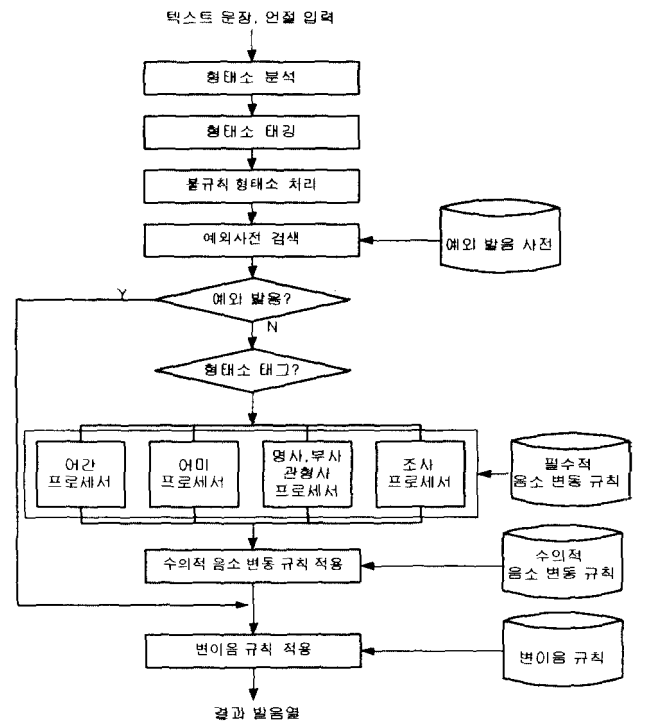 텍스트 문장, 언절 입력
형태소 분석
형태소 태깅
불규칙 형태소 처리
예외사전 검색
예외 발음 사전
예외 발음?
Y
N
형태소 태그?
어간
프로세서
어미
프로세서
명사,부사
관형사
프로세서
조사
프로세서
필수적
음소 변동 규칙
수의적 음소 변동 규칙 적용
수의적
음소 변동 규칙
변이음 규칙 적용
변이음 규칙
결과 발음열